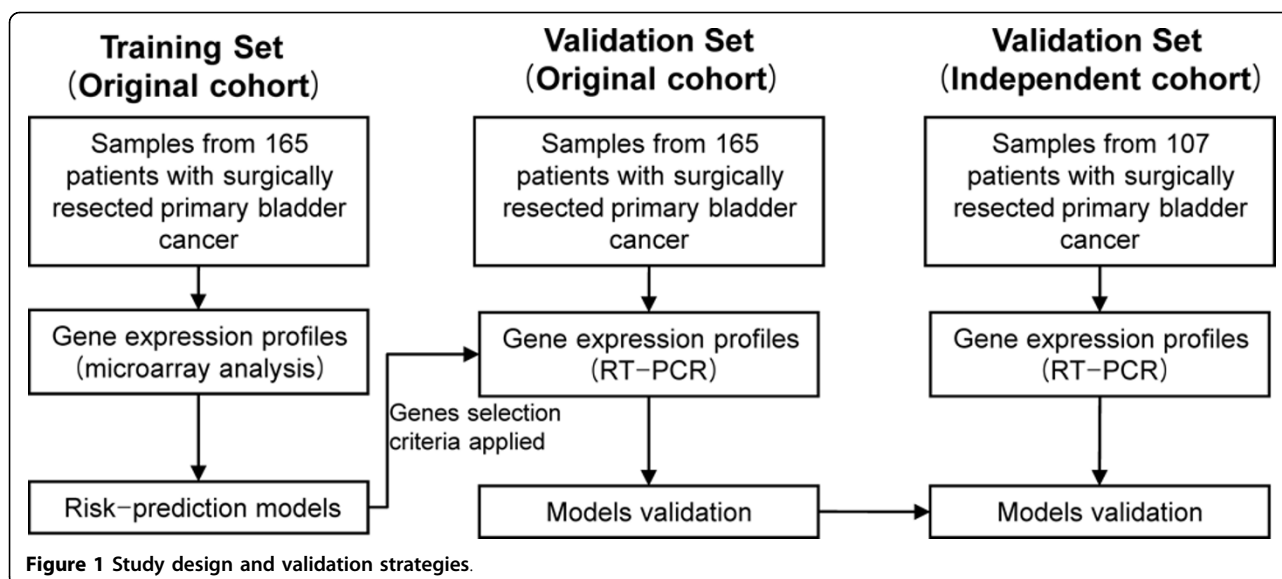 Training Set
(Original cohort)
Samples from 165
patients with surgically
resected primary bladder
cancer
Gene expression profiles
(microarray analysis)
Risk-prediction models
Genes selection
criteria applied
Validation Set
(Original cohort)
Samples from 165
patients with surgically
resected primary bladder
cancer
Gene expression profiles
(RT-PCR)
Models validation
Validation Set
(Independent cohort)
Samples from 107
patients with surgically
resected primary bladder
cancer
Gene expression profiles
(RT-PCR)
Models validation
Figure 1 Study design and validation strategies.